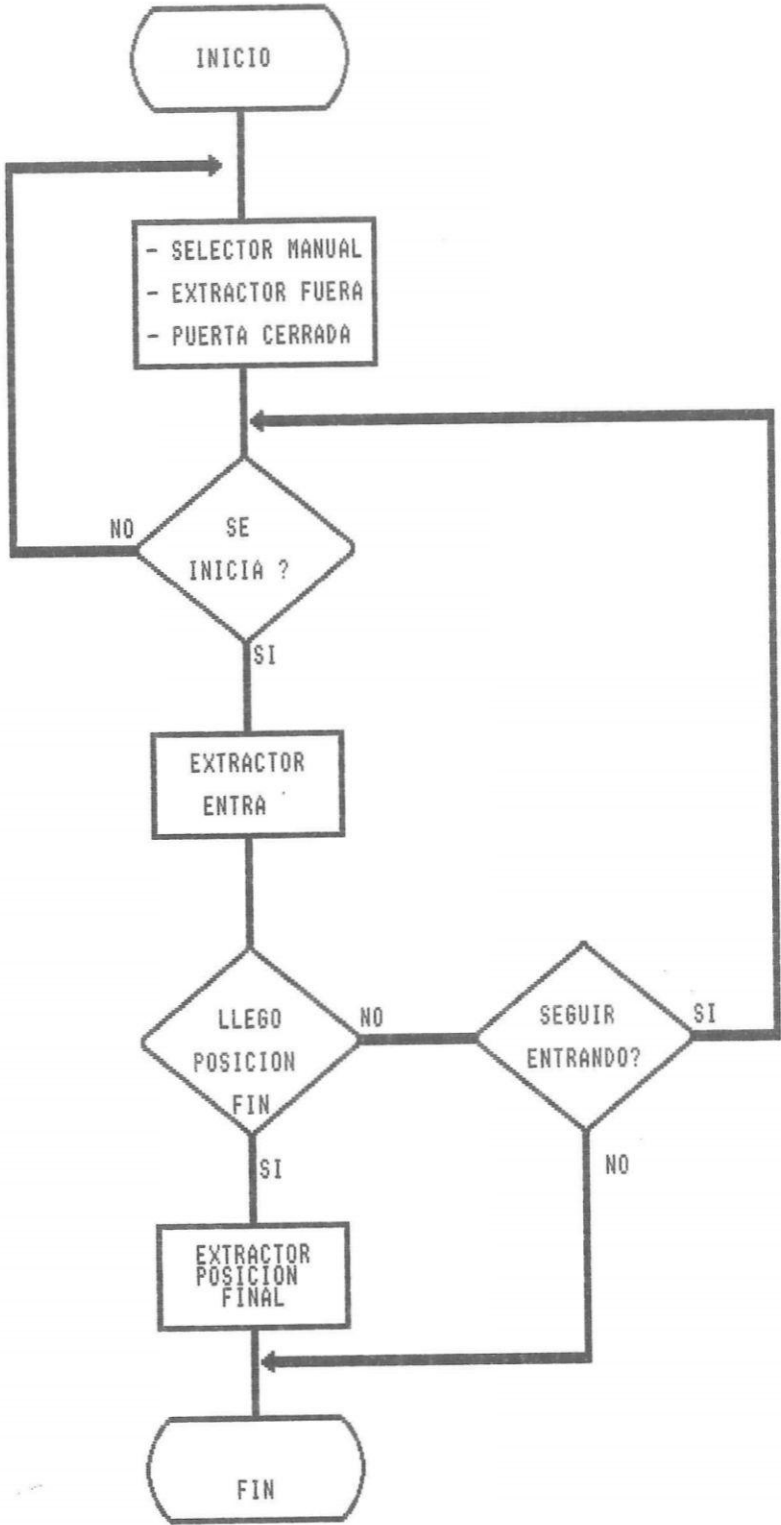 INICIO
- SELECTOR MANUAL
- EXTRACTOR FUERA
- PUERTA CERRADA
NO
SE
INICIA ?
SI
EXTRACTOR
ENTRA
LLEGO
POSICION
FIN
NO
SEGUIR
ENTRANDO?
SI
SI
NO
EXTRACTOR
POSICION
FINAL
FIN